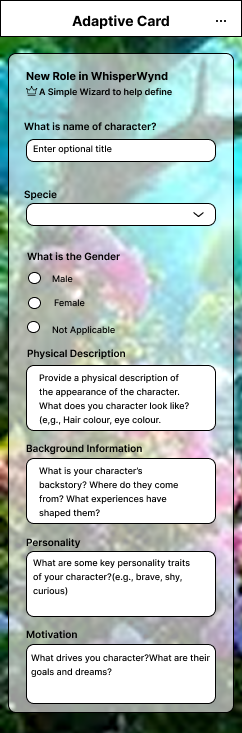 Adaptive Card
...
New Role in WhisperWynd
A Simple Wizard to help define
What is name of character?
Enter optional title
Specie
What is the Gender
Male
Female
Not Applicable
Physical Description
Provide a physical description of
the appearance of the character.
What does you character look like?
(e,g., Hair colour, eye colour.
Background Information
What is your character's
backstory? Where do they come
from? What experiences have
shaped them?
Personality
What are some key personality traits
of your character?(e.g., brave, shy,
curious)
Motivation
What drives you character?What are their
goals and dreams?